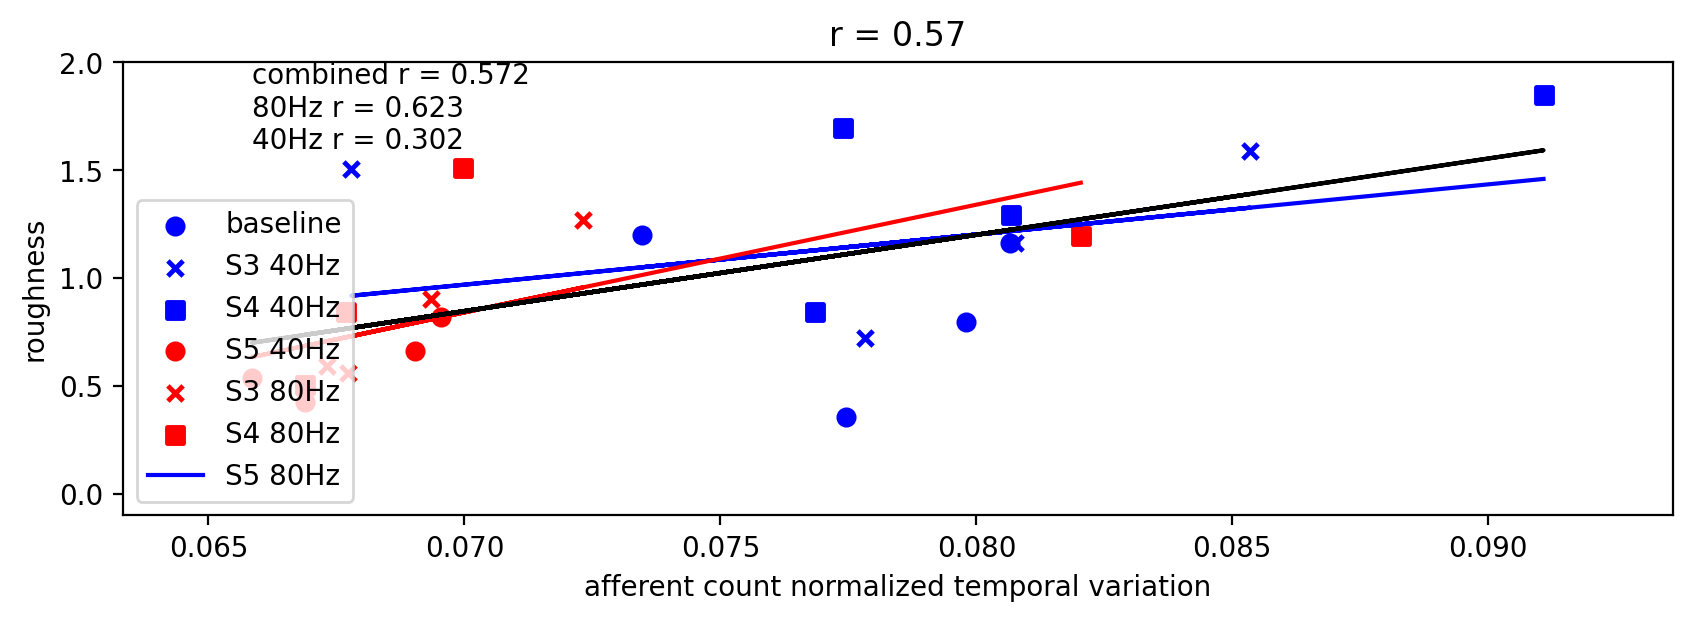 r = 0.57
combined r = 0.572
80Hz r = 0.623
40Hz r = 0.302
2.0
1.5
1.0
0.5
0.0
roughness
baseline
S3 40Hz
S4 40Hz
S5 40Hz
S3 80Hz
S4 80Hz
S5 80Hz
0.065 0.070 0.075 0.080 0.085 0.090
afferent count normalized temporal variation